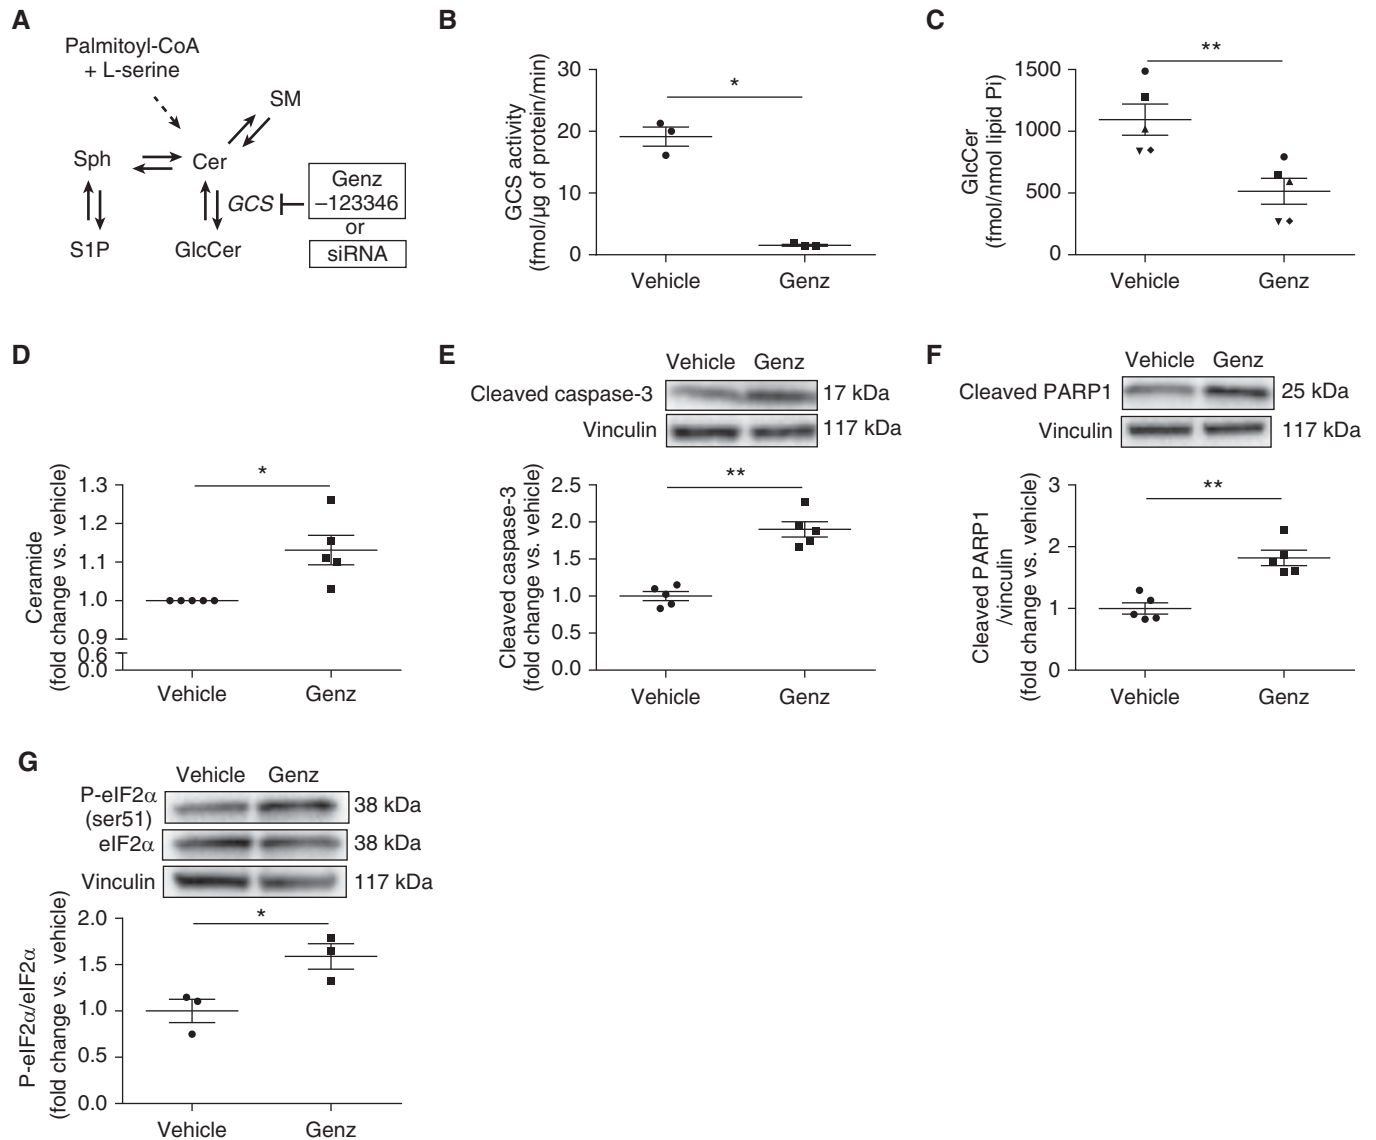 A
Palmitoyl-CoA
+ L-serine
SM
Sph
Cer
GCS
Genz
–123346
or
siRNA
S1P
GlcCer
B
GCS activity
(fmol/μg of protein/min)
30
20
10
0
*
Vehicle
Genz
C
GlcCer
(fmol/nmol lipid Pi)
1500
1000
500
0
**
Vehicle
Genz
D
Ceramide
(fold change vs. vehicle)
1.3
1.2
1.1
1.0
0.9
0.6
0.0
*
Vehicle
Genz
E
Vehicle Genz
Cleaved caspase-3 17 kDa
Vinculin 117 kDa
Cleaved caspase-3
(fold change vs. vehicle)
2.5
2.0
1.5
1.0
0.5
0.0
**
Vehicle
Genz
F
Vehicle Genz
Cleaved PARP1 25 kDa
Vinculin 117 kDa
Cleaved PARP1
/vinculin
(fold change vs. vehicle)
3
2
1
0
**
Vehicle
Genz
G
Vehicle Genz
P-eIF2α
(ser51)
38 kDa
eIF2α 38 kDa
Vinculin 117 kDa
P-eIF2α/eIF2α
(fold change vs. vehicle)
2.0
1.5
1.0
0.5
0.0
*
Vehicle
Genz